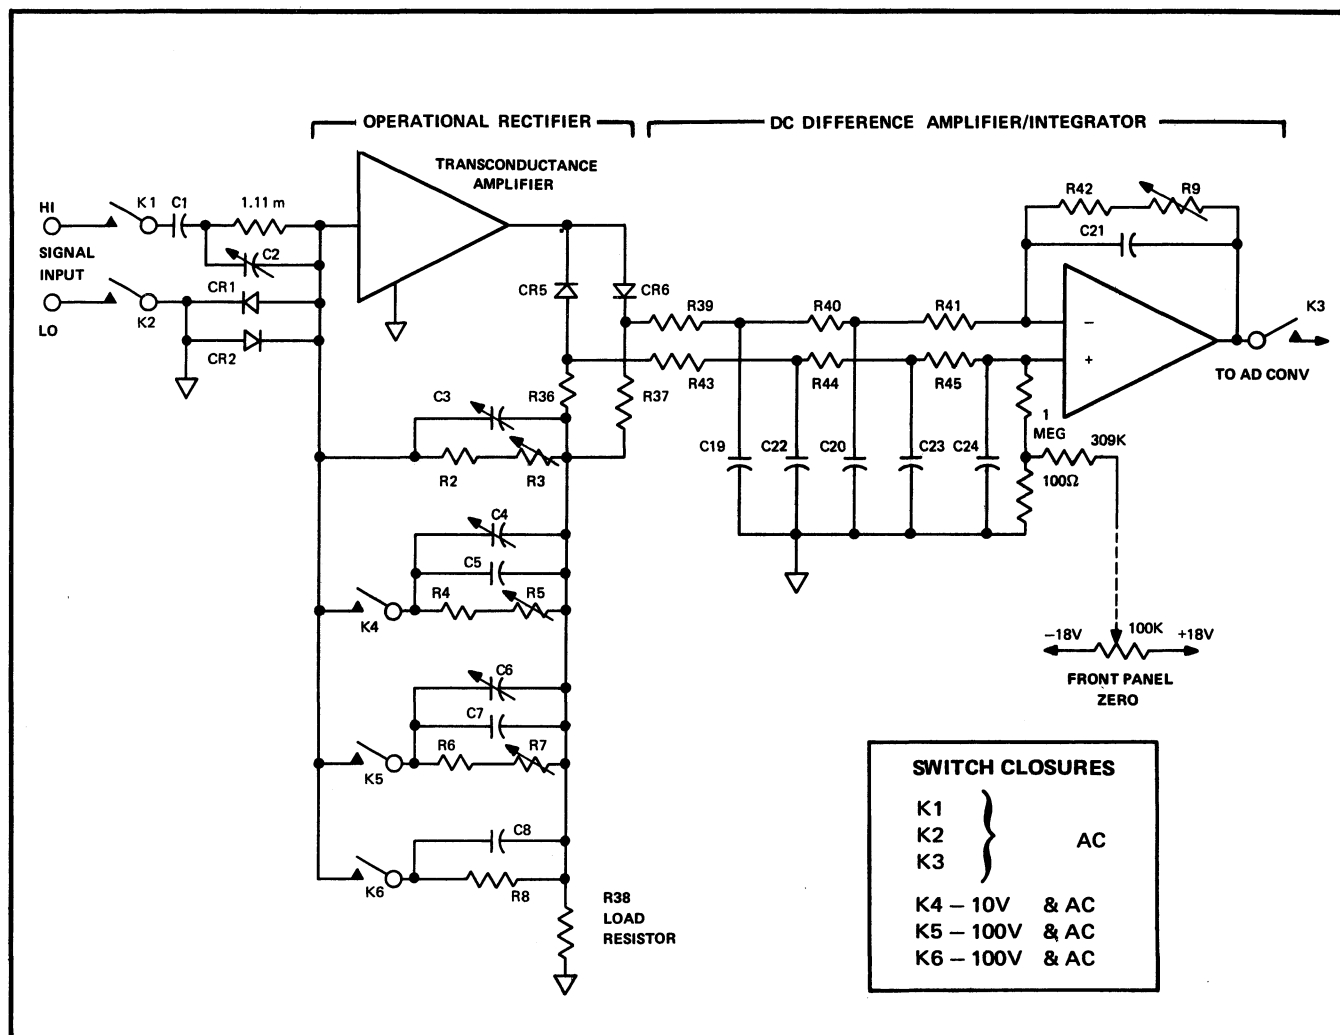 OPERATIONAL RECTIFIER
DC DIFFERENCE AMPLIFIER/INTEGRATOR
TRANSCONDUCTANCE
AMPLIFIER
HI
K1
C1
1.11 m
SIGNAL
INPUT
C2
LO
K2
CR1
CR2
CR5
CR6
R39
R40
R41
R42
R9
C21
−
+
K3
TO AD CONV
R43
R44
R45
R36
R37
C3
R2
R3
C19
C22
C20
C23
C24
1
MEG
309K
100Ω
C4
C5
R4
R5
K4
−18V
100K
+18V
FRONT PANEL
ZERO
C6
C7
R6
R7
K5
C8
K6
R8
R38
LOAD
RESISTOR
SWITCH CLOSURES
K1
K2
K3
AC
K4 – 10V & AC
K5 – 100V & AC
K6 – 100V & AC